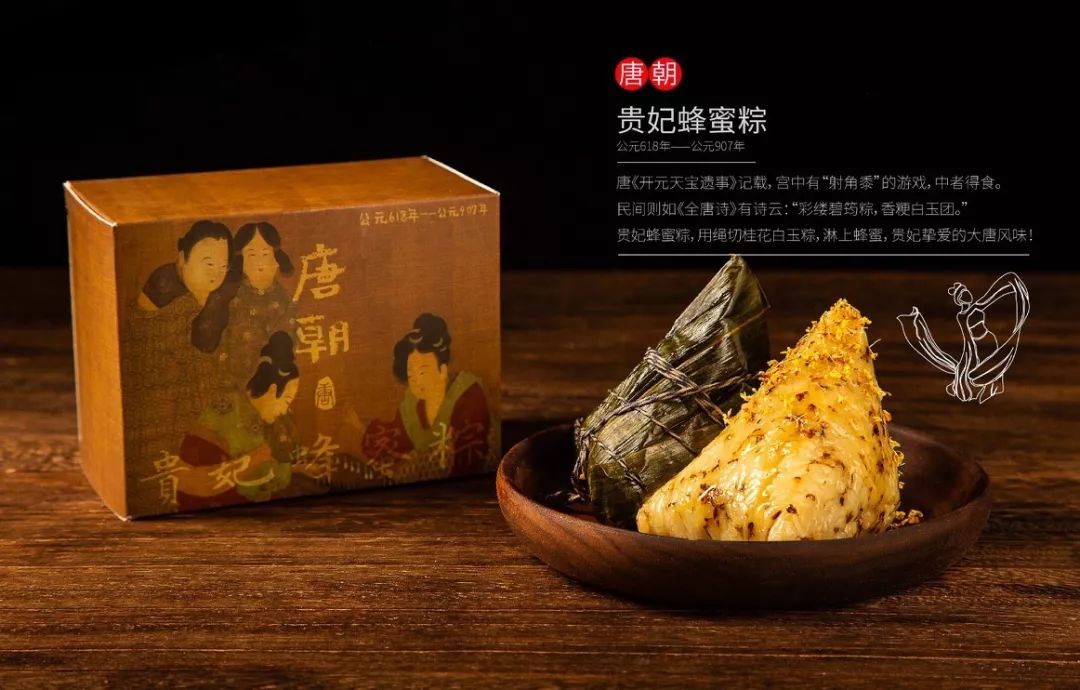 唐朝
贵妃蜂蜜粽
公元618年——公元907年
唐《开元天宝遗事》记载，宫中有“射角黍”的游戏，中者得食。
民间则如《全唐诗》有诗云：“彩缕碧筠粽，香粳白玉团。”
贵妃蜂蜜粽，用绳切桂花白玉粽，淋上蜂蜜，贵妃挚爱的大唐风味！
公元618年——公元907年
唐朝
唐
貴妃蜂蜜粽